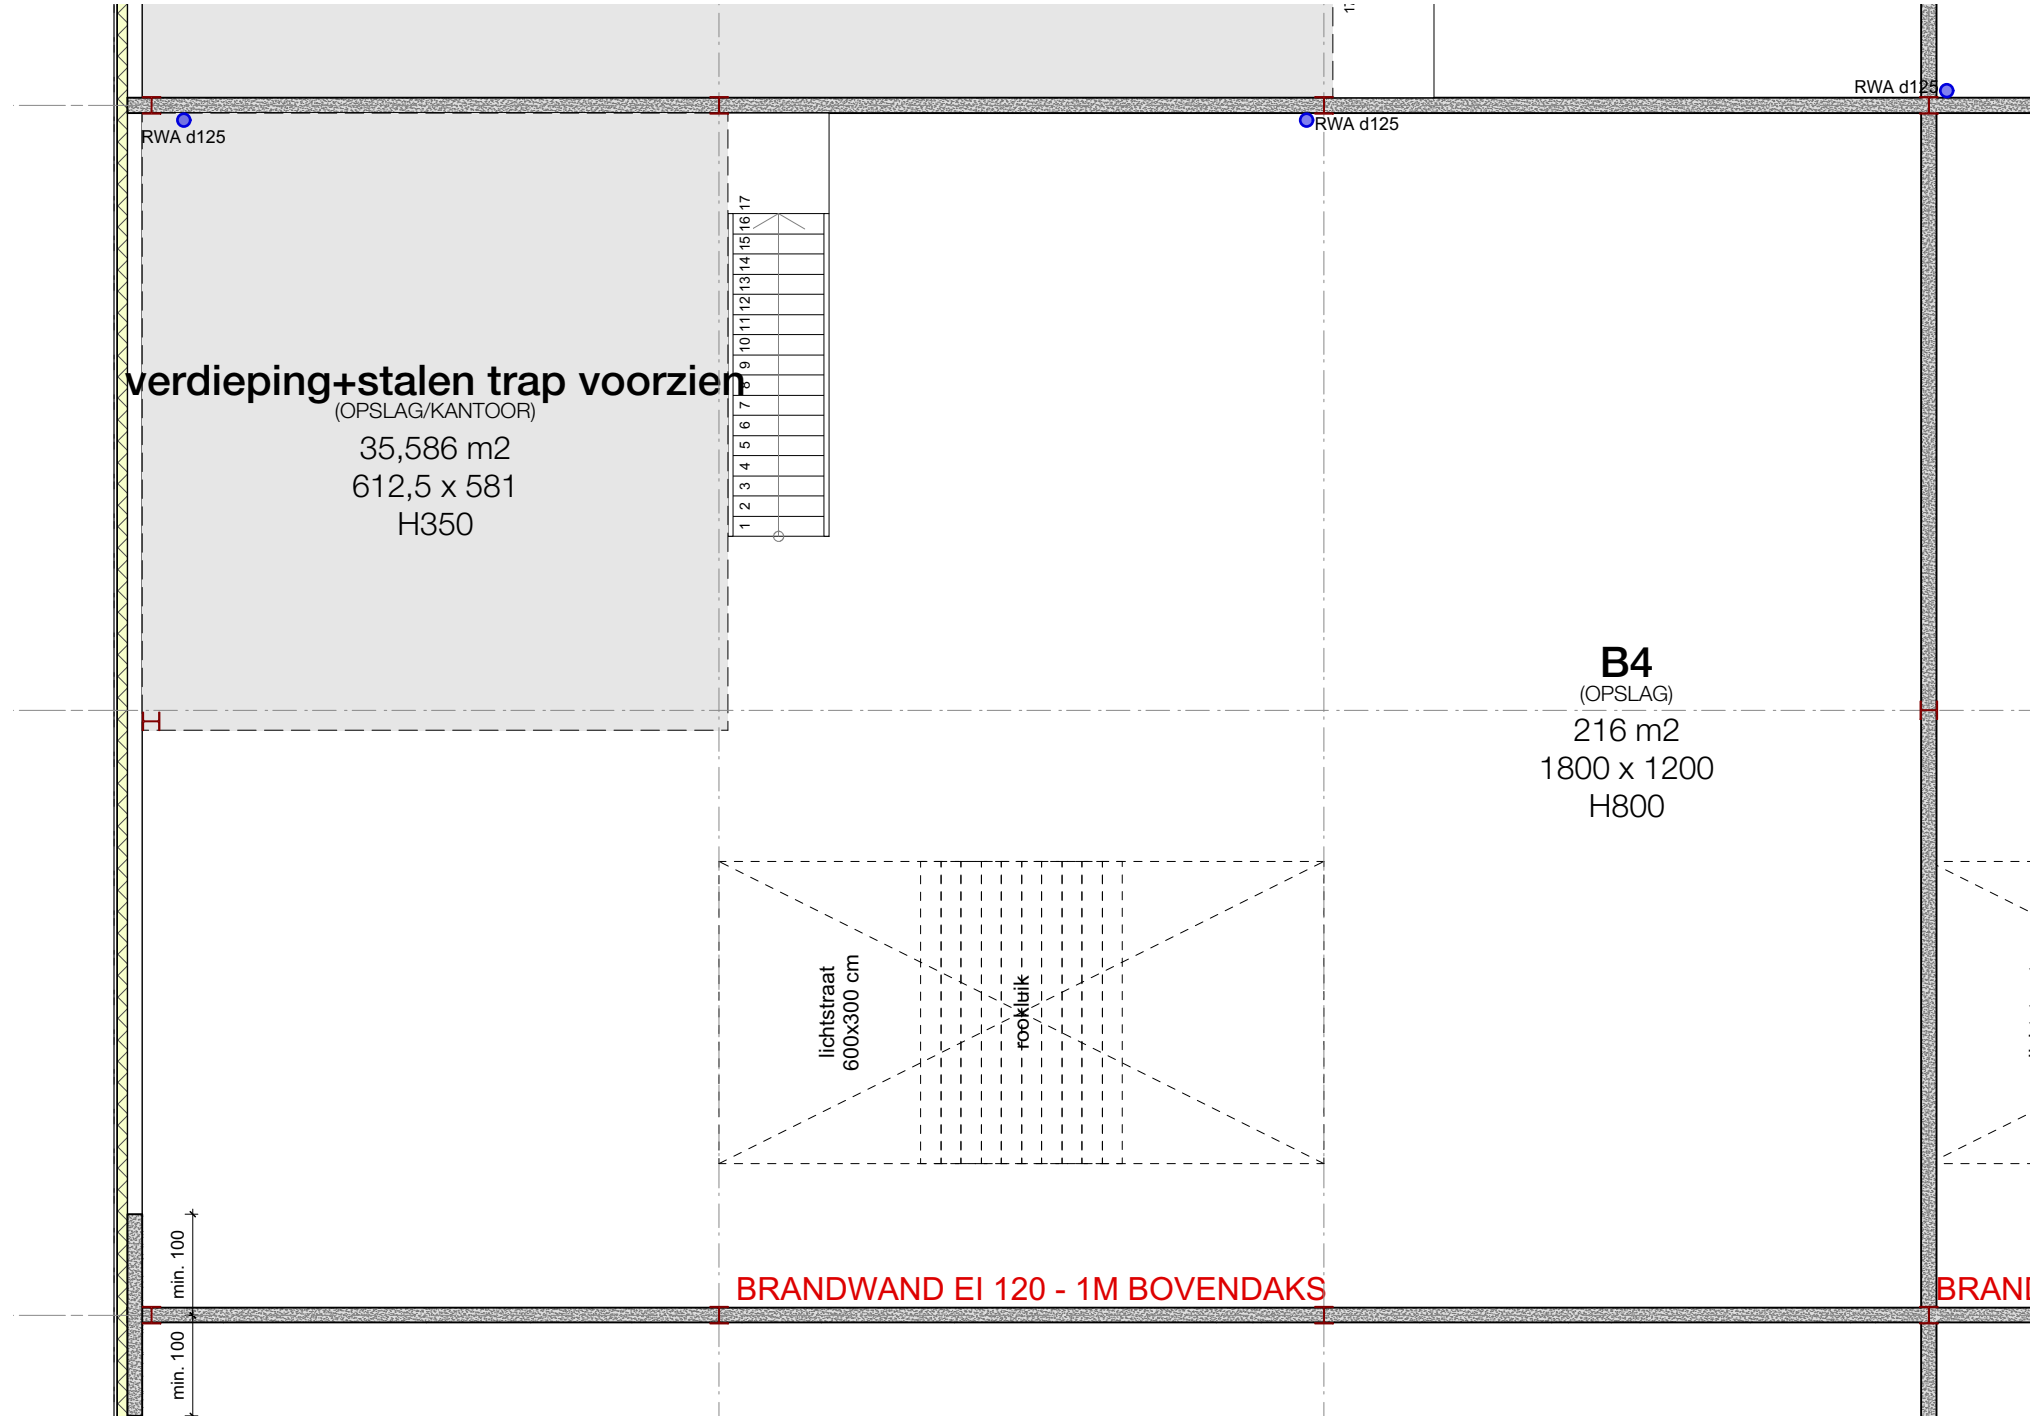 RWA d125
RWA d125
RWA d125
17
16
15
14
13
12
11
10
9
8
7
6
5
4
3
2
1
verdieping+stalen trap voorzien
(OPSLAG/KANTOOR)
35,586 m2
612,5 x 581
H350
B4
(OPSLAG)
216 m2
1800 x 1200
H800
lichtstraat
600x300 cm
rookluik
min. 100
min. 100
BRANDWAND EI 120 - 1M BOVENDAKS
BRAND